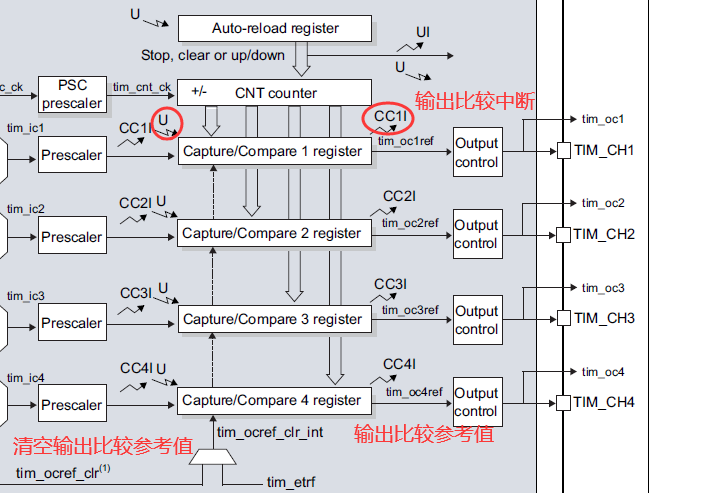 U
Auto-reload register
UI
Stop, clear or up/down
U
c_ck
PSC
prescaler
tim_cnt_ck
+/-
CNT counter
输出比较中断
tim_ic1
CC1I
U
CC1I
tim_oc1
Prescaler
Capture/Compare 1 register
tim_oc1ref
Output
control
TIM_CH1
tim_ic2
CC2I
U
CC2I
tim_oc2
Prescaler
Capture/Compare 2 register
tim_oc2ref
Output
control
TIM_CH2
tim_ic3
CC3I
U
CC3I
tim_oc3
Prescaler
Capture/Compare 3 register
tim_oc3ref
Output
control
TIM_CH3
tim_ic4
CC4I
U
CC4I
tim_oc4
Prescaler
Capture/Compare 4 register
tim_oc4ref
Output
control
TIM_CH4
清空输出比较参考值
tim_ocref_clr_int
输出比较参考值
tim_ocref_clr(1)
tim_etrf